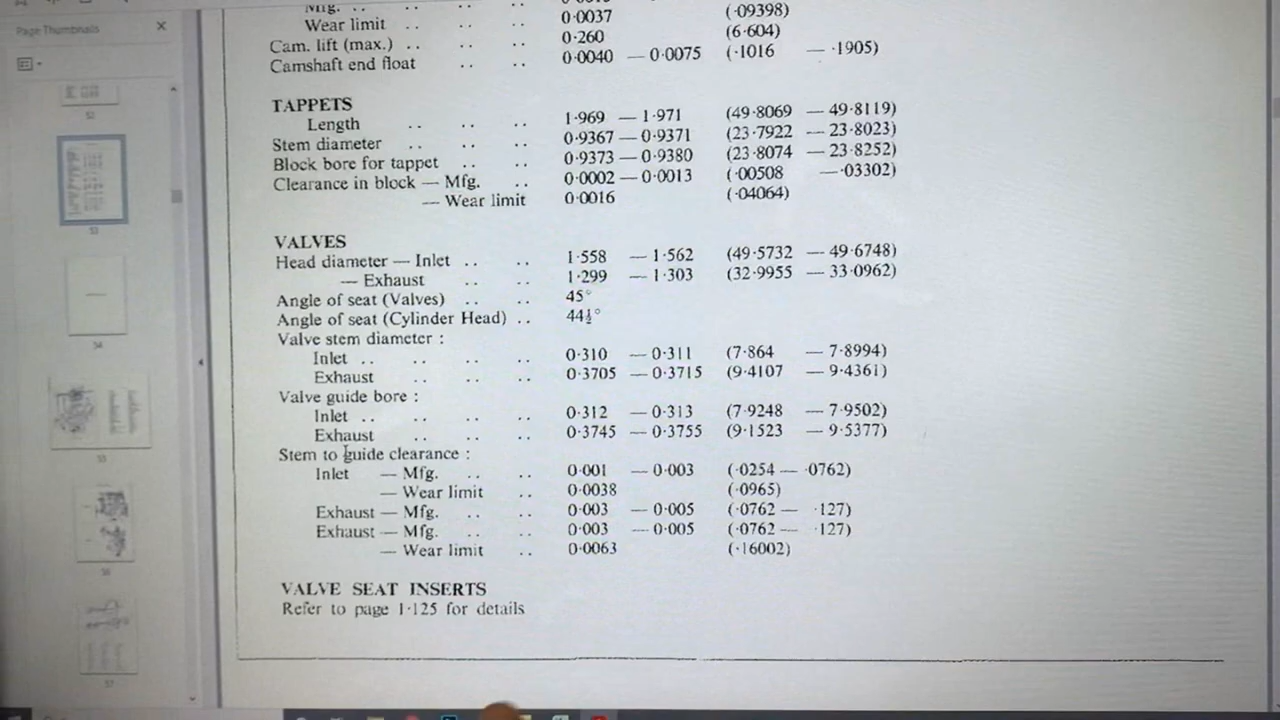 Page Thumbnails
Mfg. .. .. ..
Wear limit .. .. .. 0·0037 (·09398)
Cam. lift (max.) .. .. .. 0·260 (6·604)
Camshaft end float .. .. 0·0040 — 0·0075 (·1016 — ·1905)
TAPPETS
Length .. .. .. 1·969 — 1·971 (49·8069 — 49·8119)
Stem diameter .. .. .. 0·9367 — 0·9371 (23·7922 — 23·8023)
Block bore for tappet .. .. 0·9373 — 0·9380 (23·8074 — 23·8252)
Clearance in block — Mfg. .. 0·0002 — 0·0013 (·00508 — ·03302)
— Wear limit 0·0016 (·04064)
VALVES
Head diameter — Inlet .. .. 1·558 — 1·562 (49·5732 — 49·6748)
— Exhaust .. .. 1·299 — 1·303 (32·9955 — 33·0962)
Angle of seat (Valves) .. .. 45°
Angle of seat (Cylinder Head) .. 44½°
Valve stem diameter :
Inlet .. .. .. .. 0·310 — 0·311 (7·864 — 7·8994)
Exhaust .. .. .. 0·3705 — 0·3715 (9·4107 — 9·4361)
Valve guide bore :
Inlet .. .. .. .. 0·312 — 0·313 (7·9248 — 7·9502)
Exhaust .. .. .. 0·3745 — 0·3755 (9·1523 — 9·5377)
Stem to guide clearance :
Inlet — Mfg. .. .. 0·001 — 0·003 (·0254 — ·0762)
— Wear limit .. 0·0038 (·0965)
Exhaust — Mfg. .. .. 0·003 — 0·005 (·0762 — ·127)
Exhaust — Mfg. .. .. 0·003 — 0·005 (·0762 — ·127)
— Wear limit .. 0·0063 (·16002)
VALVE SEAT INSERTS
Refer to page 1·125 for details